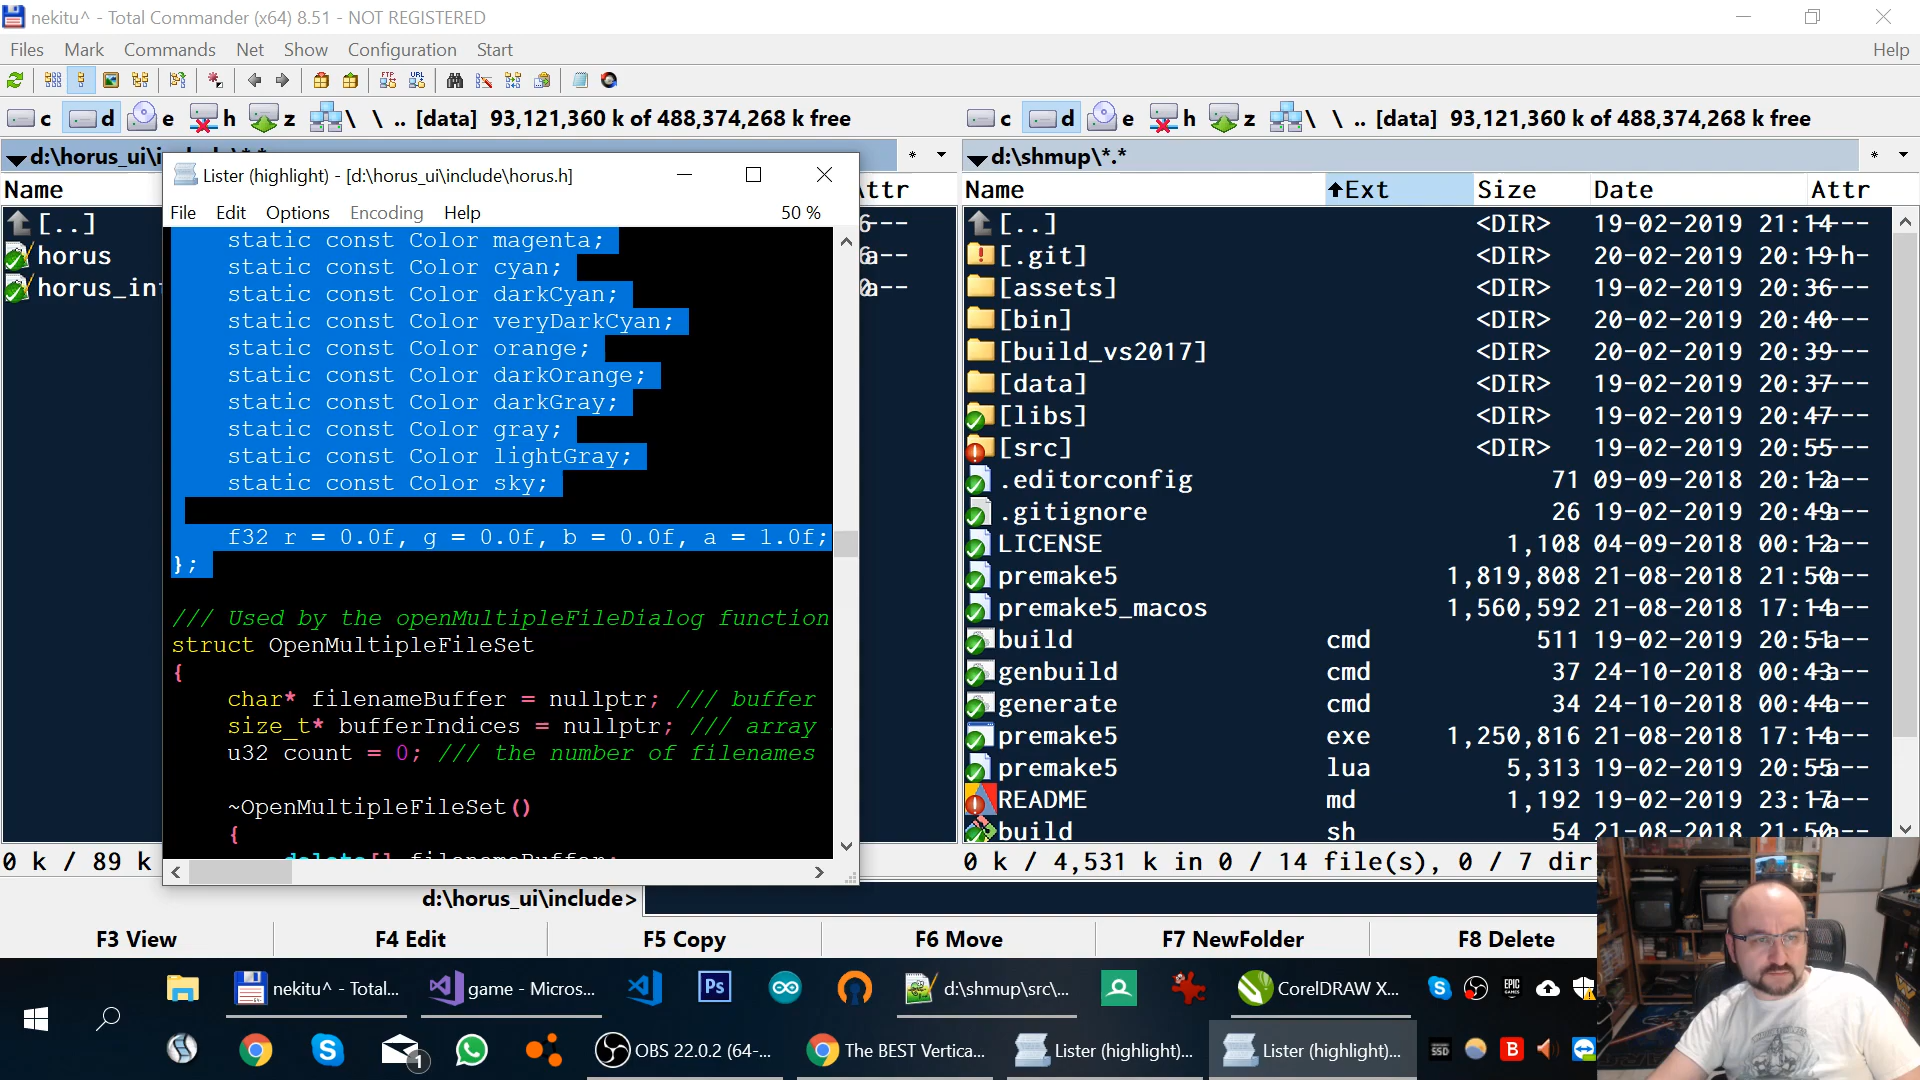 nekitu^ - Total Commander (x64) 8.51 - NOT REGISTERED
Files Mark Commands Net Show Configuration Start Help
c d e h z \ \ .. [data] 93,121,360 k of 488,374,268 k free
c d e h z \ \ .. [data] 93,121,360 k of 488,374,268 k free
d:\horus_ui\
* d:\shmup\*.* *
Name
Attr
[..]
horus
horus_in
Lister (highlight) - [d:\horus_ui\include\horus.h]
File Edit Options Encoding Help 50 %
static const Color magenta;
static const Color cyan;
static const Color darkCyan;
static const Color veryDarkCyan;
static const Color orange;
static const Color darkOrange;
static const Color darkGray;
static const Color gray;
static const Color lightGray;
static const Color sky;
f32 r = 0.0f, g = 0.0f, b = 0.0f, a = 1.0f;
};
/// Used by the openMultipleFileDialog function
struct OpenMultipleFileSet
{
char* filenameBuffer = nullptr; /// buffer
size_t* bufferIndices = nullptr; /// array
u32 count = 0; /// the number of filenames
~OpenMultipleFileSet()
{
delete[] filenameBuffer;
Name Ext Size Date Attr
[..] <DIR> 19-02-2019 21:14
[.git] <DIR> 20-02-2019 20:19 h-
[assets] <DIR> 19-02-2019 20:36
[bin] <DIR> 20-02-2019 20:40
[build_vs2017] <DIR> 20-02-2019 20:39
[data] <DIR> 19-02-2019 20:37
[libs] <DIR> 19-02-2019 20:47
[src] <DIR> 19-02-2019 20:55
.editorconfig 71 09-09-2018 20:12 a--
.gitignore 26 19-02-2019 20:49 a--
LICENSE 1,108 04-09-2018 00:12 a--
premake5 1,819,808 21-08-2018 21:50 a--
premake5_macos 1,560,592 21-08-2018 17:14 a--
build cmd 511 19-02-2019 20:51 a--
genbuild cmd 37 24-10-2018 00:43 a--
generate cmd 34 24-10-2018 00:44 a--
premake5 exe 1,250,816 21-08-2018 17:14 a--
premake5 lua 5,313 19-02-2019 20:55 a--
README md 1,192 19-02-2019 23:17 a--
build sh 54 21-08-2018 21:50 a--
0 k / 89 k
0 k / 4,531 k in 0 / 14 file(s), 0 / 7 dir
d:\horus_ui\include>
F3 View F4 Edit F5 Copy F6 Move F7 NewFolder F8 Delete
nekitu^ - Total... game - Micros... Ps d:\shmup\src\... CorelDRAW X... EPIC GAMES
1 OBS 22.0.2 (64-... The BEST Vertica... Lister (highlight)... Lister (highlight)... SSD B